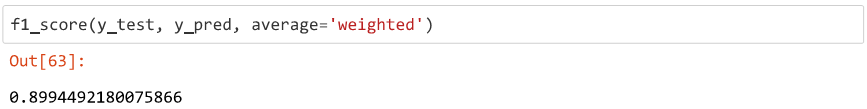 f1_score(y_test, y_pred, average='weighted')
Out[63]:
0.8994492180075866